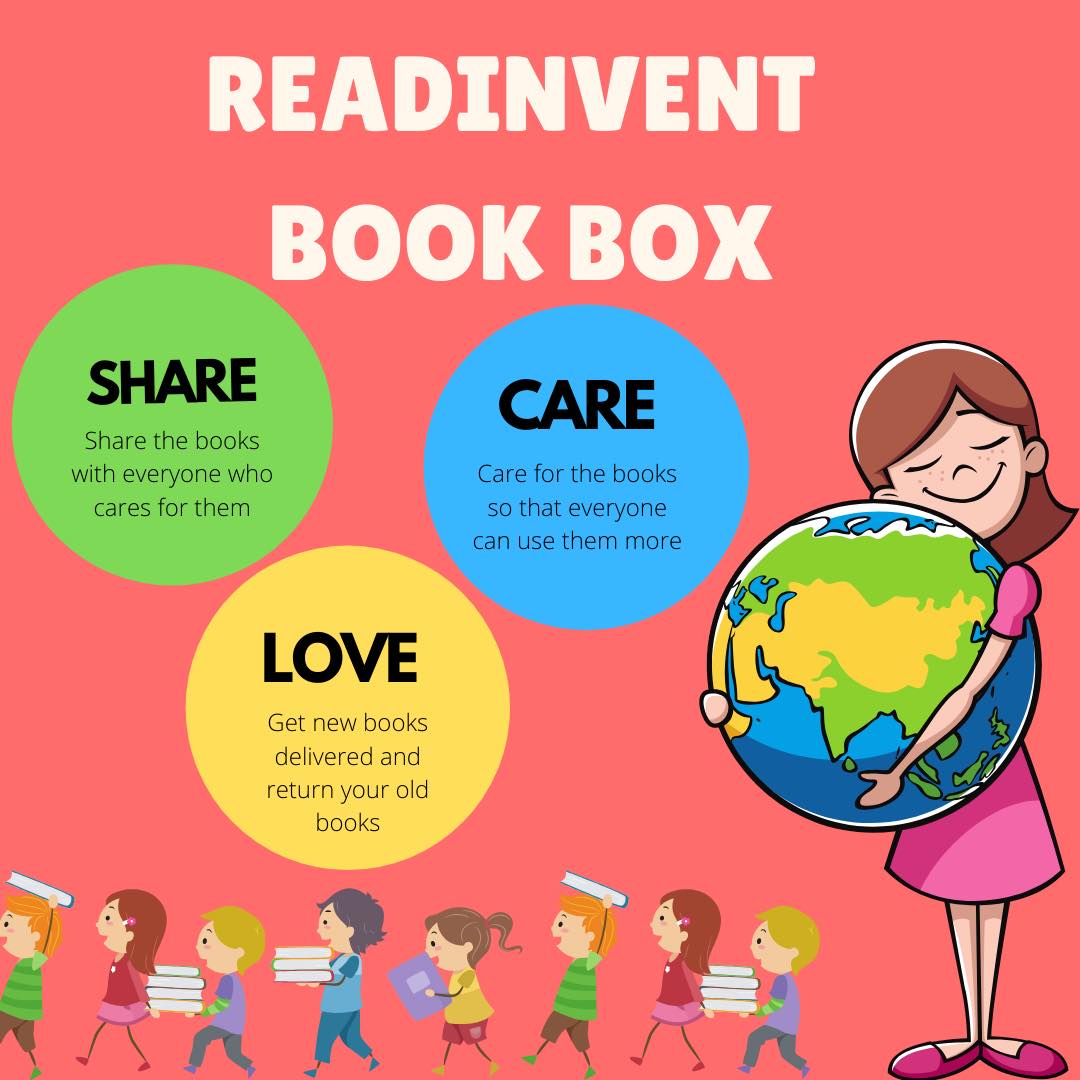 READINVENT
BOOK BOX
SHARE
Share the books
with everyone who
cares for them
CARE
Care for the books
so that everyone
can use them more
LOVE
Get new books
delivered and
return your old
books